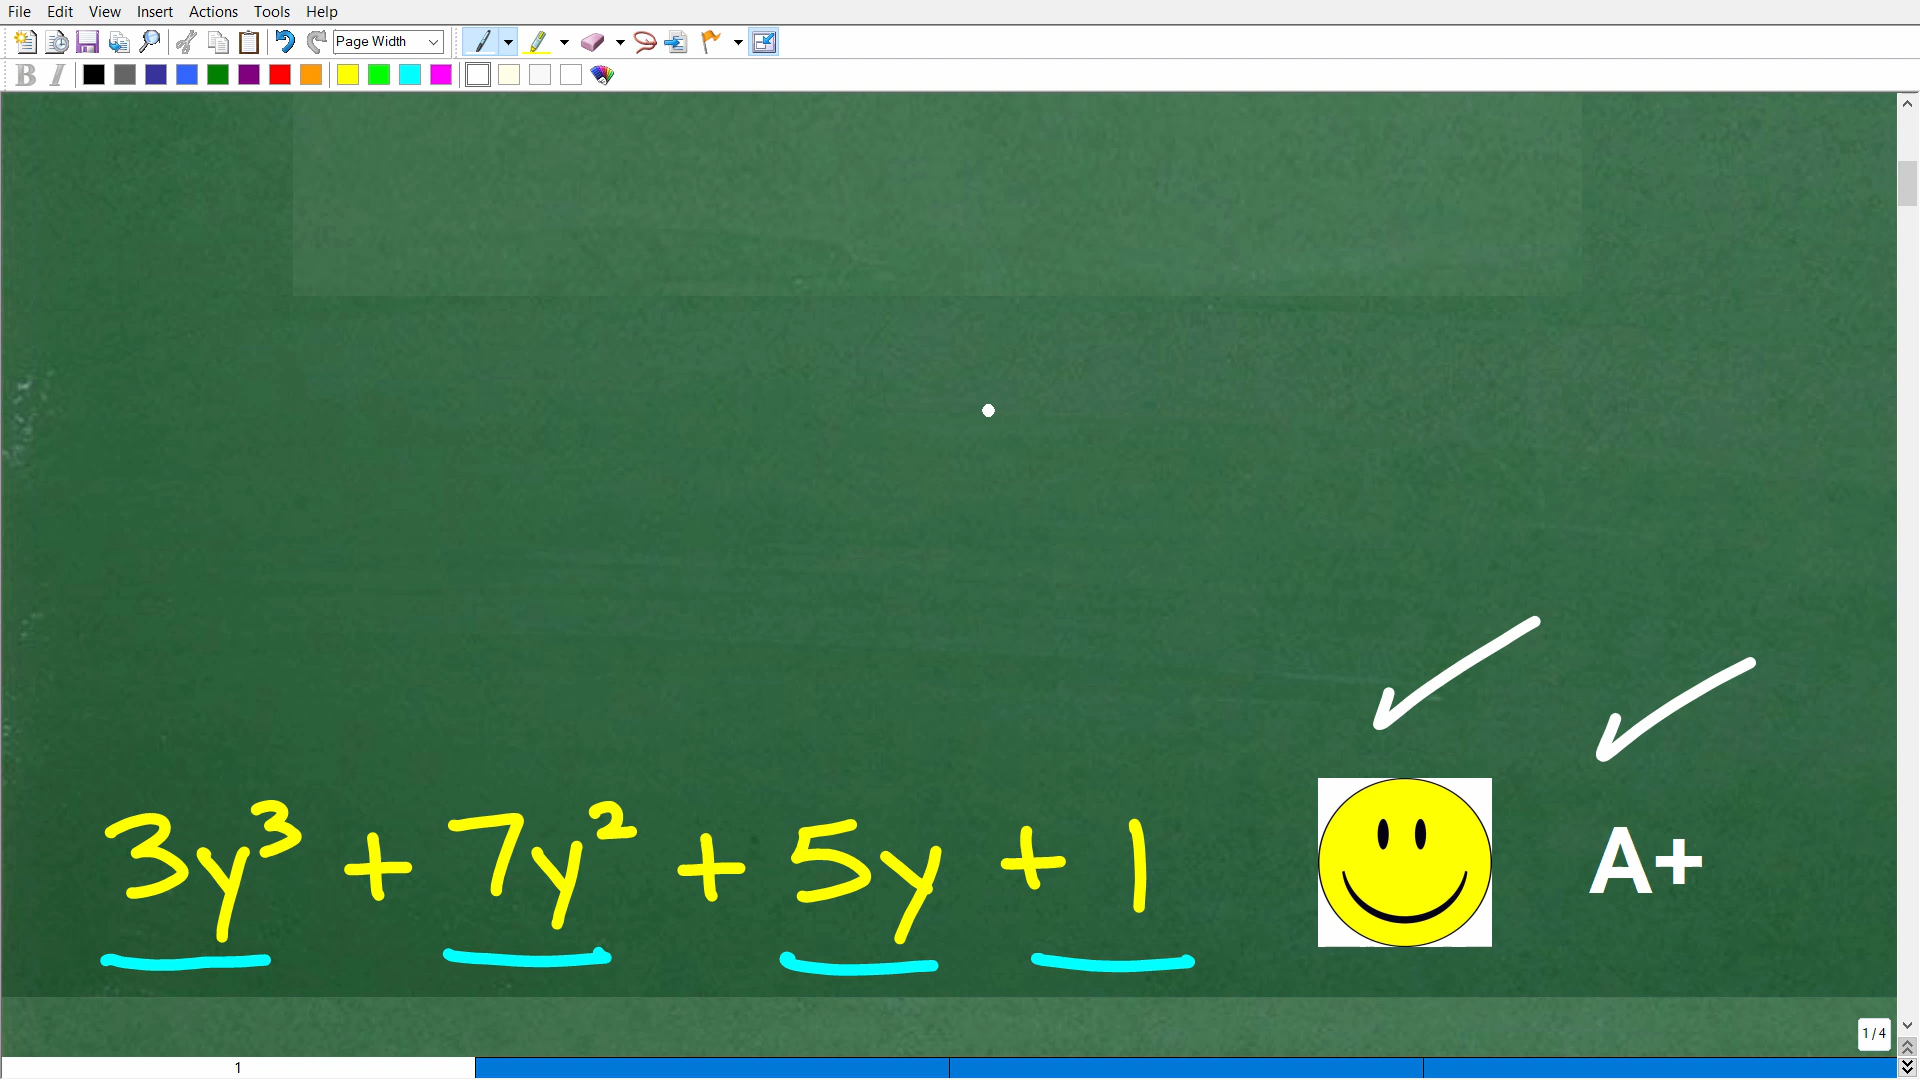 File Edit View Insert Actions Tools Help
Page Width
B I
3y³ + 7y² + 5y + 1 A+
1 / 4
1